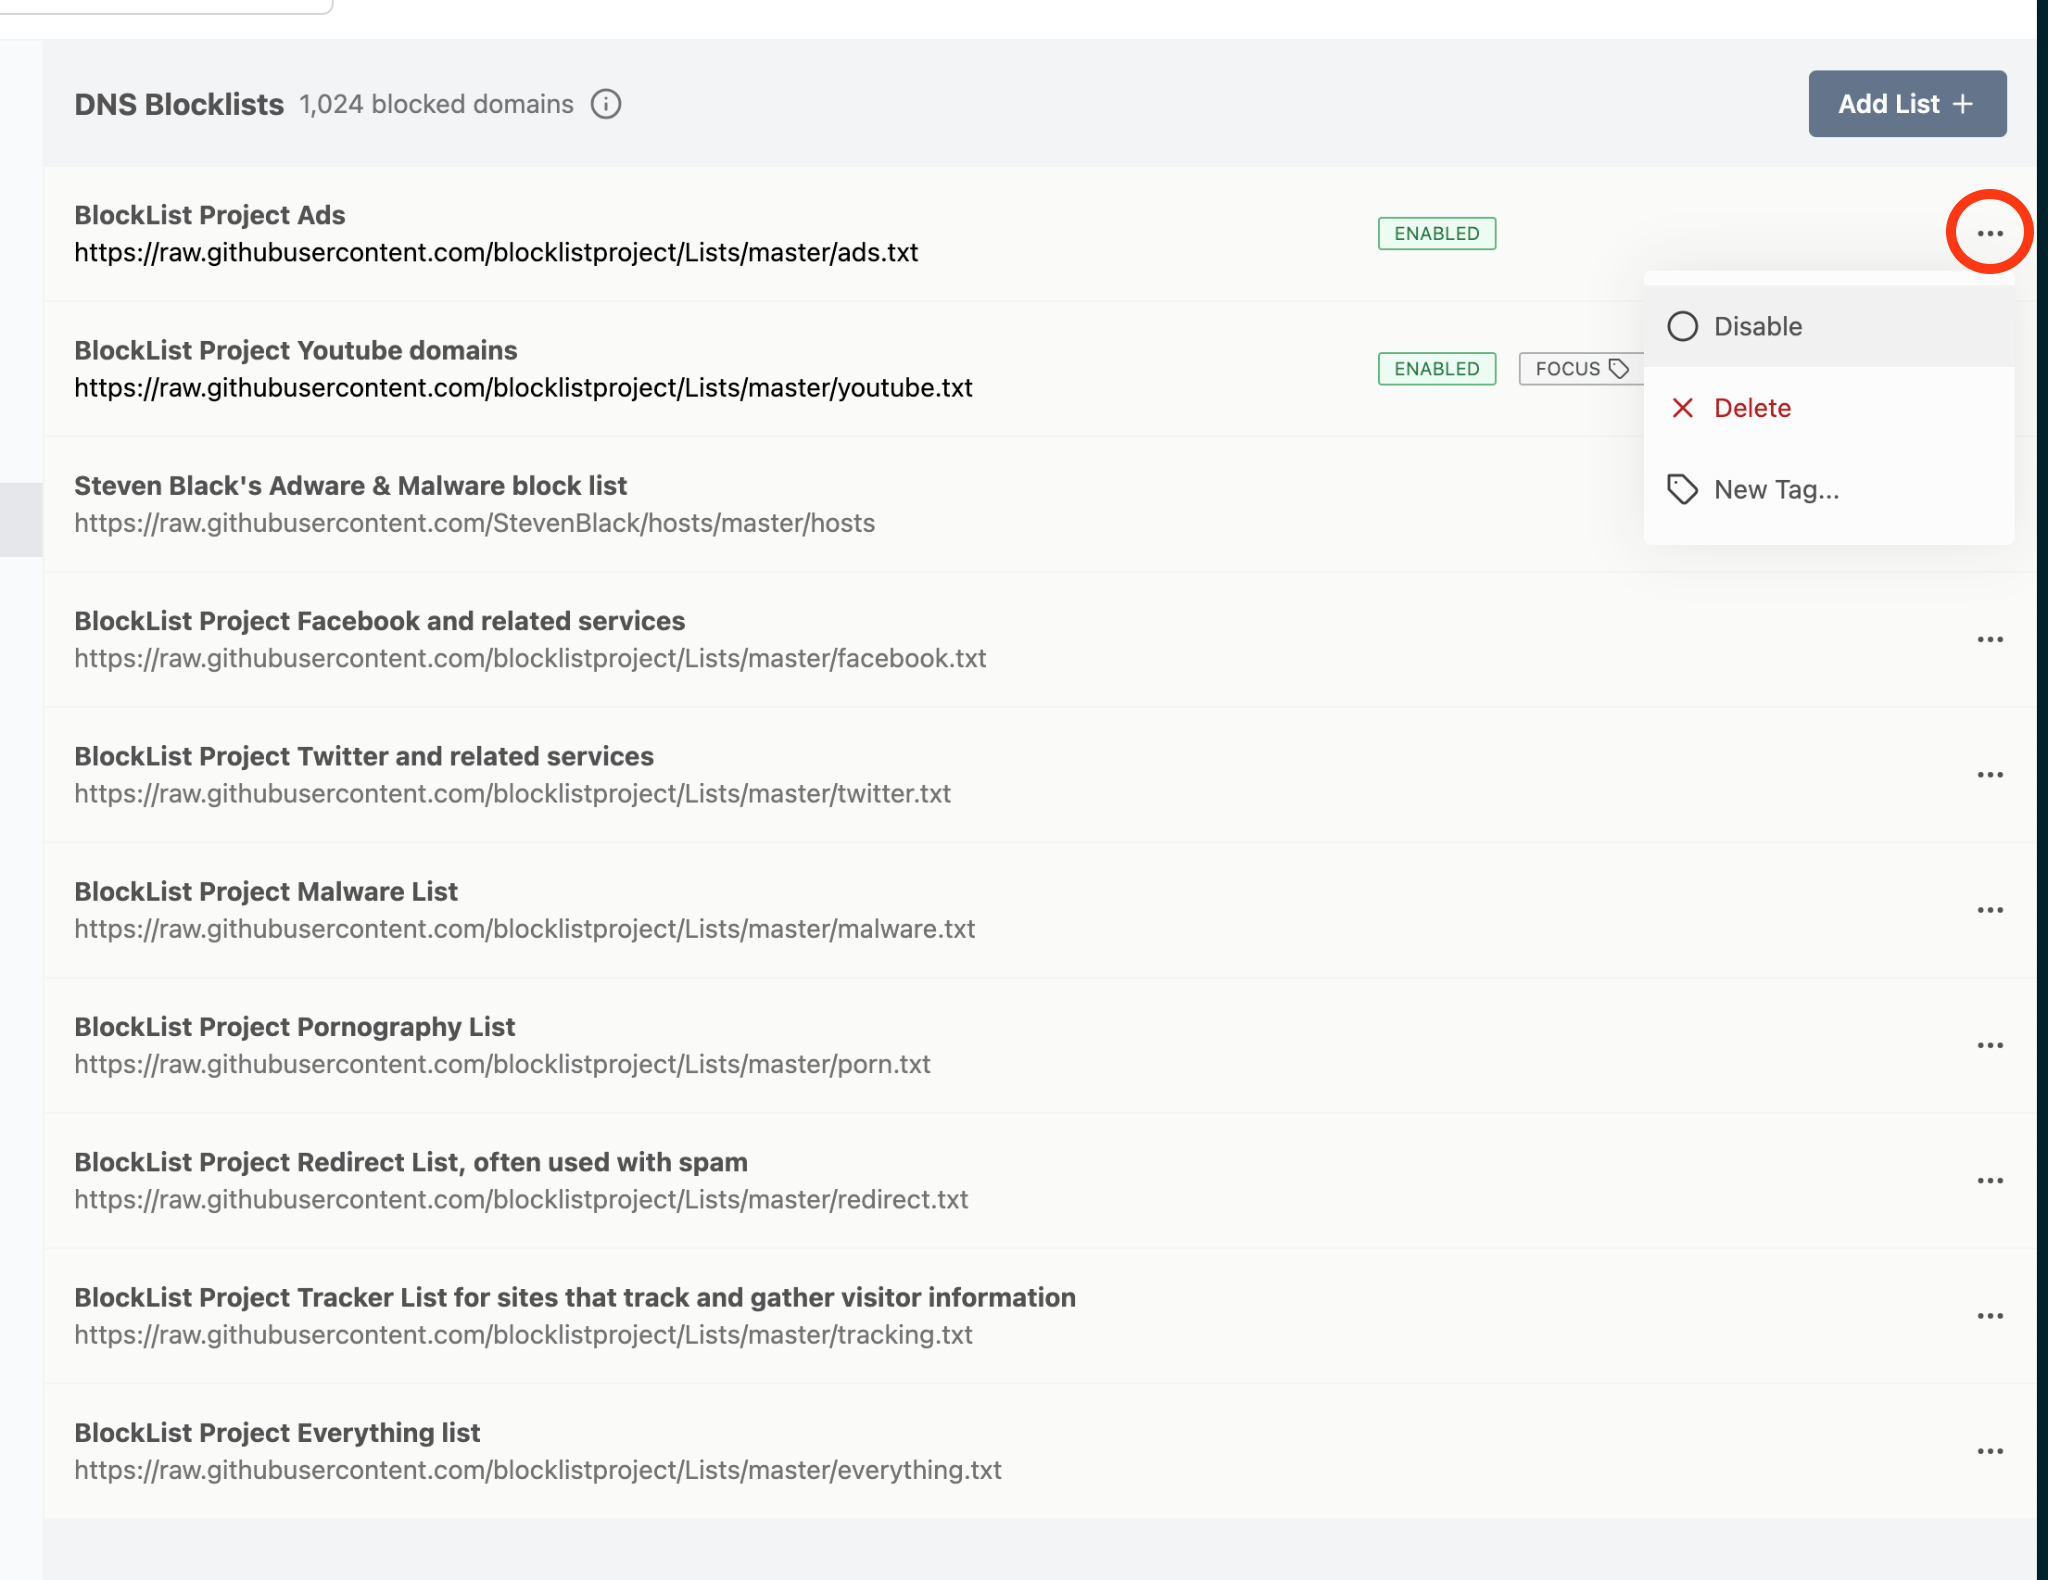 DNS Blocklists 1,024 blocked domains
Add List +
BlockList Project Ads
https://raw.githubusercontent.com/blocklistproject/Lists/master/ads.txt
ENABLED
Disable
Delete
New Tag...
BlockList Project Youtube domains
https://raw.githubusercontent.com/blocklistproject/Lists/master/youtube.txt
ENABLED
FOCUS
Steven Black's Adware & Malware block list
https://raw.githubusercontent.com/StevenBlack/hosts/master/hosts
BlockList Project Facebook and related services
https://raw.githubusercontent.com/blocklistproject/Lists/master/facebook.txt
BlockList Project Twitter and related services
https://raw.githubusercontent.com/blocklistproject/Lists/master/twitter.txt
BlockList Project Malware List
https://raw.githubusercontent.com/blocklistproject/Lists/master/malware.txt
BlockList Project Pornography List
https://raw.githubusercontent.com/blocklistproject/Lists/master/porn.txt
BlockList Project Redirect List, often used with spam
https://raw.githubusercontent.com/blocklistproject/Lists/master/redirect.txt
BlockList Project Tracker List for sites that track and gather visitor information
https://raw.githubusercontent.com/blocklistproject/Lists/master/tracking.txt
BlockList Project Everything list
https://raw.githubusercontent.com/blocklistproject/Lists/master/everything.txt